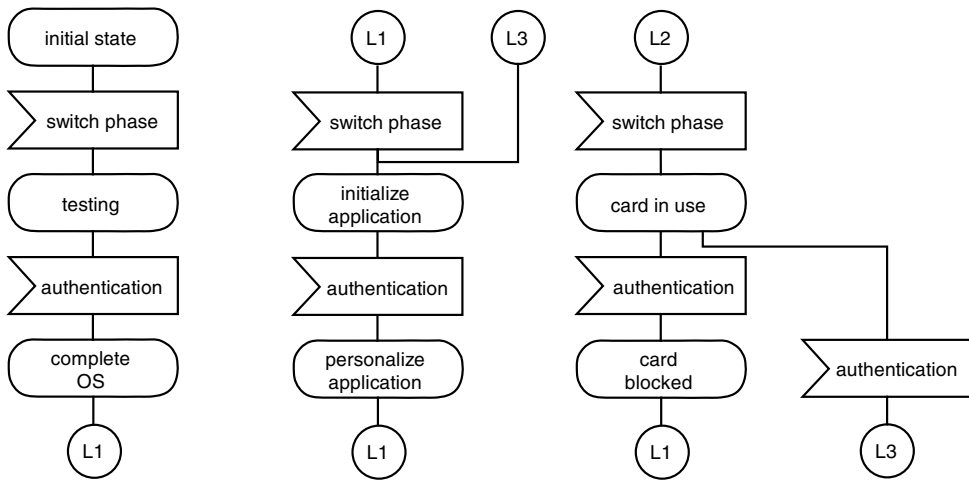 initial state
switch phase
testing
authentication
complete
OS
L1
L1
L3
switch phase
initialize
application
authentication
personalize
application
L1
L2
switch phase
card in use
authentication
card
blocked
L1
authentication
L3